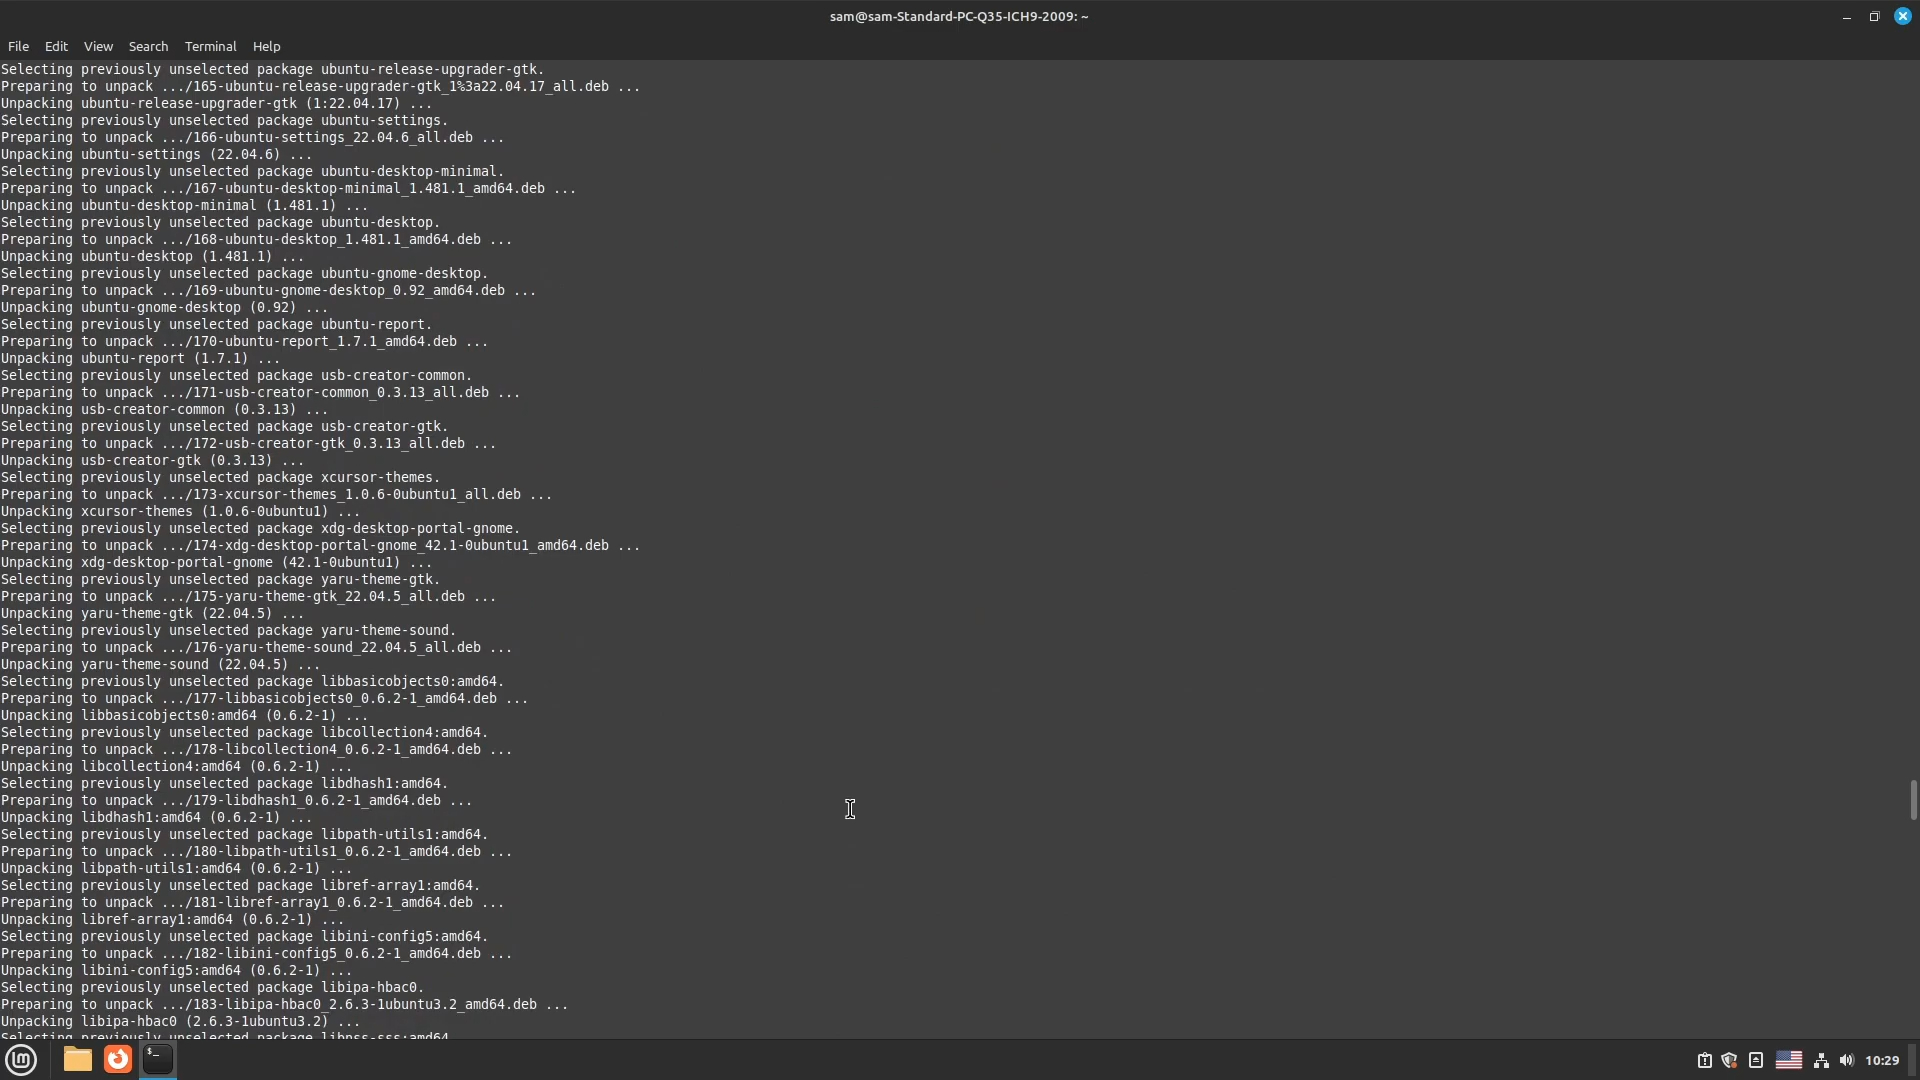 sam@sam-Standard-PC-Q35-ICH9-2009: ~
File Edit View Search Terminal Help
Selecting previously unselected package ubuntu-release-upgrader-gtk.
Preparing to unpack .../165-ubuntu-release-upgrader-gtk_1%3a22.04.17_all.deb ...
Unpacking ubuntu-release-upgrader-gtk (1:22.04.17) ...
Selecting previously unselected package ubuntu-settings.
Preparing to unpack .../166-ubuntu-settings_22.04.6_all.deb ...
Unpacking ubuntu-settings (22.04.6) ...
Selecting previously unselected package ubuntu-desktop-minimal.
Preparing to unpack .../167-ubuntu-desktop-minimal_1.481.1_amd64.deb ...
Unpacking ubuntu-desktop-minimal (1.481.1) ...
Selecting previously unselected package ubuntu-desktop.
Preparing to unpack .../168-ubuntu-desktop_1.481.1_amd64.deb ...
Unpacking ubuntu-desktop (1.481.1) ...
Selecting previously unselected package ubuntu-gnome-desktop.
Preparing to unpack .../169-ubuntu-gnome-desktop_0.92_amd64.deb ...
Unpacking ubuntu-gnome-desktop (0.92) ...
Selecting previously unselected package ubuntu-report.
Preparing to unpack .../170-ubuntu-report_1.7.1_amd64.deb ...
Unpacking ubuntu-report (1.7.1) ...
Selecting previously unselected package usb-creator-common.
Preparing to unpack .../171-usb-creator-common_0.3.13_all.deb ...
Unpacking usb-creator-common (0.3.13) ...
Selecting previously unselected package usb-creator-gtk.
Preparing to unpack .../172-usb-creator-gtk_0.3.13_all.deb ...
Unpacking usb-creator-gtk (0.3.13) ...
Selecting previously unselected package xcursor-themes.
Preparing to unpack .../173-xcursor-themes_1.0.6-0ubuntu1_all.deb ...
Unpacking xcursor-themes (1.0.6-0ubuntu1) ...
Selecting previously unselected package xdg-desktop-portal-gnome.
Preparing to unpack .../174-xdg-desktop-portal-gnome_42.1-0ubuntu1_amd64.deb ...
Unpacking xdg-desktop-portal-gnome (42.1-0ubuntu1) ...
Selecting previously unselected package yaru-theme-gtk.
Preparing to unpack .../175-yaru-theme-gtk_22.04.5_all.deb ...
Unpacking yaru-theme-gtk (22.04.5) ...
Selecting previously unselected package yaru-theme-sound.
Preparing to unpack .../176-yaru-theme-sound_22.04.5_all.deb ...
Unpacking yaru-theme-sound (22.04.5) ...
Selecting previously unselected package libbasicobjects0:amd64.
Preparing to unpack .../177-libbasicobjects0_0.6.2-1_amd64.deb ...
Unpacking libbasicobjects0:amd64 (0.6.2-1) ...
Selecting previously unselected package libcollection4:amd64.
Preparing to unpack .../178-libcollection4_0.6.2-1_amd64.deb ...
Unpacking libcollection4:amd64 (0.6.2-1) ...
Selecting previously unselected package libdhash1:amd64.
Preparing to unpack .../179-libdhash1_0.6.2-1_amd64.deb ...
Unpacking libdhash1:amd64 (0.6.2-1) ...
Selecting previously unselected package libpath-utils1:amd64.
Preparing to unpack .../180-libpath-utils1_0.6.2-1_amd64.deb ...
Unpacking libpath-utils1:amd64 (0.6.2-1) ...
Selecting previously unselected package libref-array1:amd64.
Preparing to unpack .../181-libref-array1_0.6.2-1_amd64.deb ...
Unpacking libref-array1:amd64 (0.6.2-1) ...
Selecting previously unselected package libini-config5:amd64.
Preparing to unpack .../182-libini-config5_0.6.2-1_amd64.deb ...
Unpacking libini-config5:amd64 (0.6.2-1) ...
Selecting previously unselected package libipa-hbac0.
Preparing to unpack .../183-libipa-hbac0_2.6.3-1ubuntu3.2_amd64.deb ...
Unpacking libipa-hbac0 (2.6.3-1ubuntu3.2) ...
Selecting previously unselected package libnss-sss:amd64.
10:29